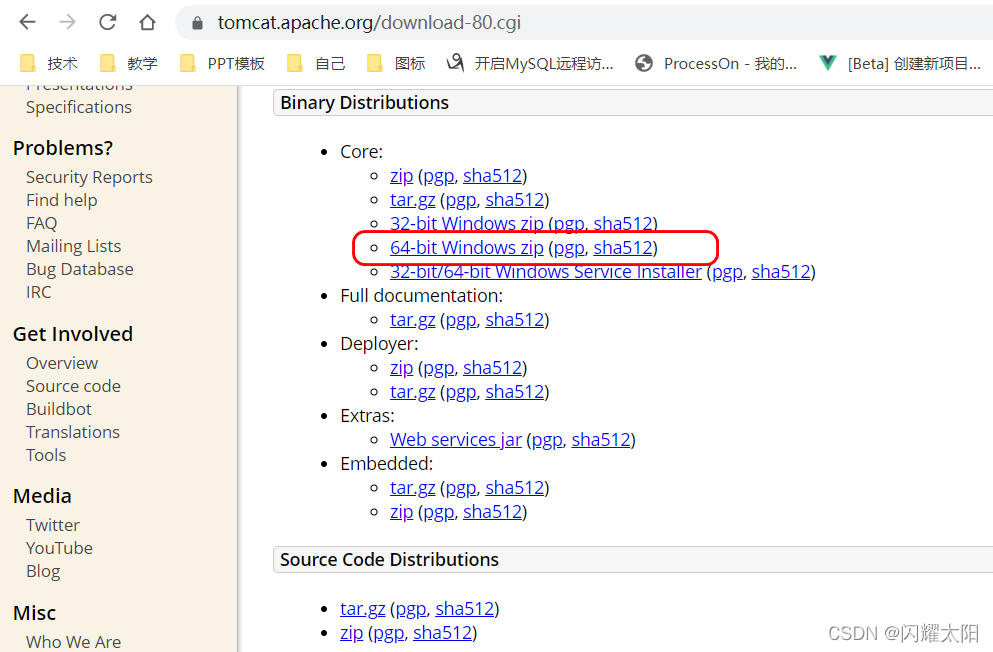 tomcat.apache.org/download-80.cgi
技术 教学 PPT模板 自己 图标 开启MySQL远程访... ProcessOn - 我的... [Beta] 创建新项目...
Presentations
Specifications
Problems?
Security Reports
Find help
FAQ
Mailing Lists
Bug Database
IRC
Get Involved
Overview
Source code
Buildbot
Translations
Tools
Media
Twitter
YouTube
Blog
Misc
Who We Are
Binary Distributions
Core:
zip (pgp, sha512)
tar.gz (pgp, sha512)
32-bit Windows zip (pgp, sha512)
64-bit Windows zip (pgp, sha512)
32-bit/64-bit Windows Service Installer (pgp, sha512)
Full documentation:
tar.gz (pgp, sha512)
Deployer:
zip (pgp, sha512)
tar.gz (pgp, sha512)
Extras:
Web services jar (pgp, sha512)
Embedded:
tar.gz (pgp, sha512)
zip (pgp, sha512)
Source Code Distributions
tar.gz (pgp, sha512)
zip (pgp, sha512)
CSDN @闪耀太阳